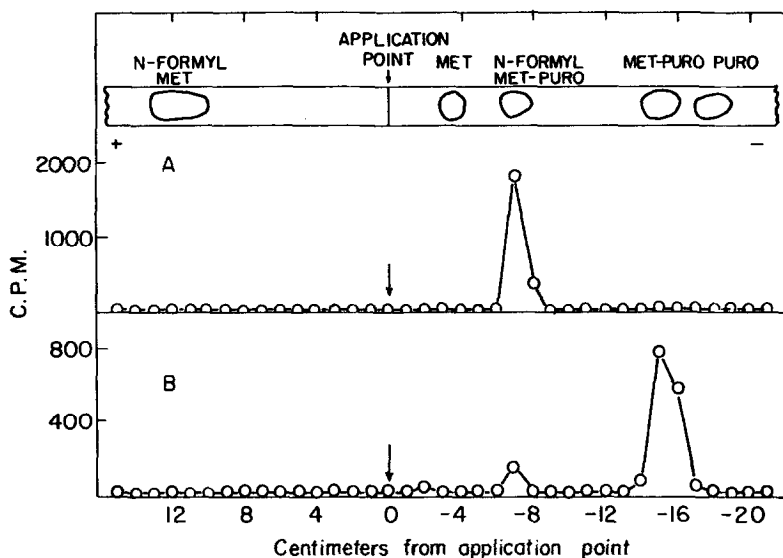 APPLICATION
POINT
N-FORMYL
MET
MET
N-FORMYL
MET-PURO
MET-PURO
PURO
+
−
A
2000
1000
C.P.M.
B
800
400
12
8
4
0
-4
-8
-12
-16
-20
Centimeters from application point